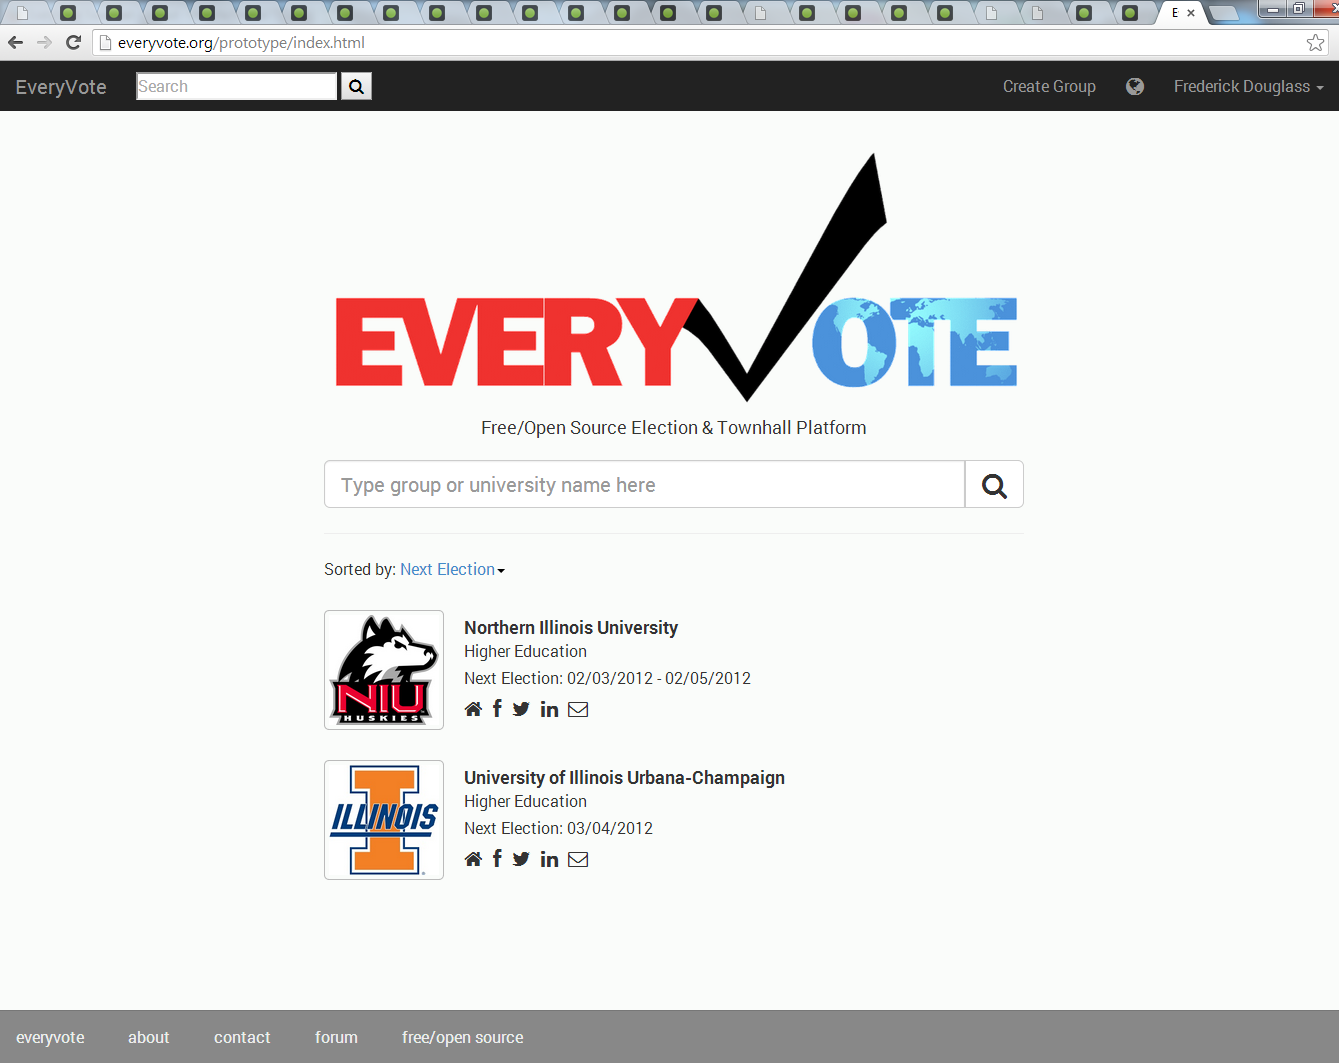 E
everyvote.org/prototype/index.html
EveryVote
Search
Create Group
Frederick Douglass
EVERYVOTE
Free/Open Source Election & Townhall Platform
Type group or university name here
Sorted by: Next Election
NIU
HUSKIES
Northern Illinois University
Higher Education
Next Election: 02/03/2012 - 02/05/2012
ILLINOIS
University of Illinois Urbana-Champaign
Higher Education
Next Election: 03/04/2012
everyvote
about
contact
forum
free/open source